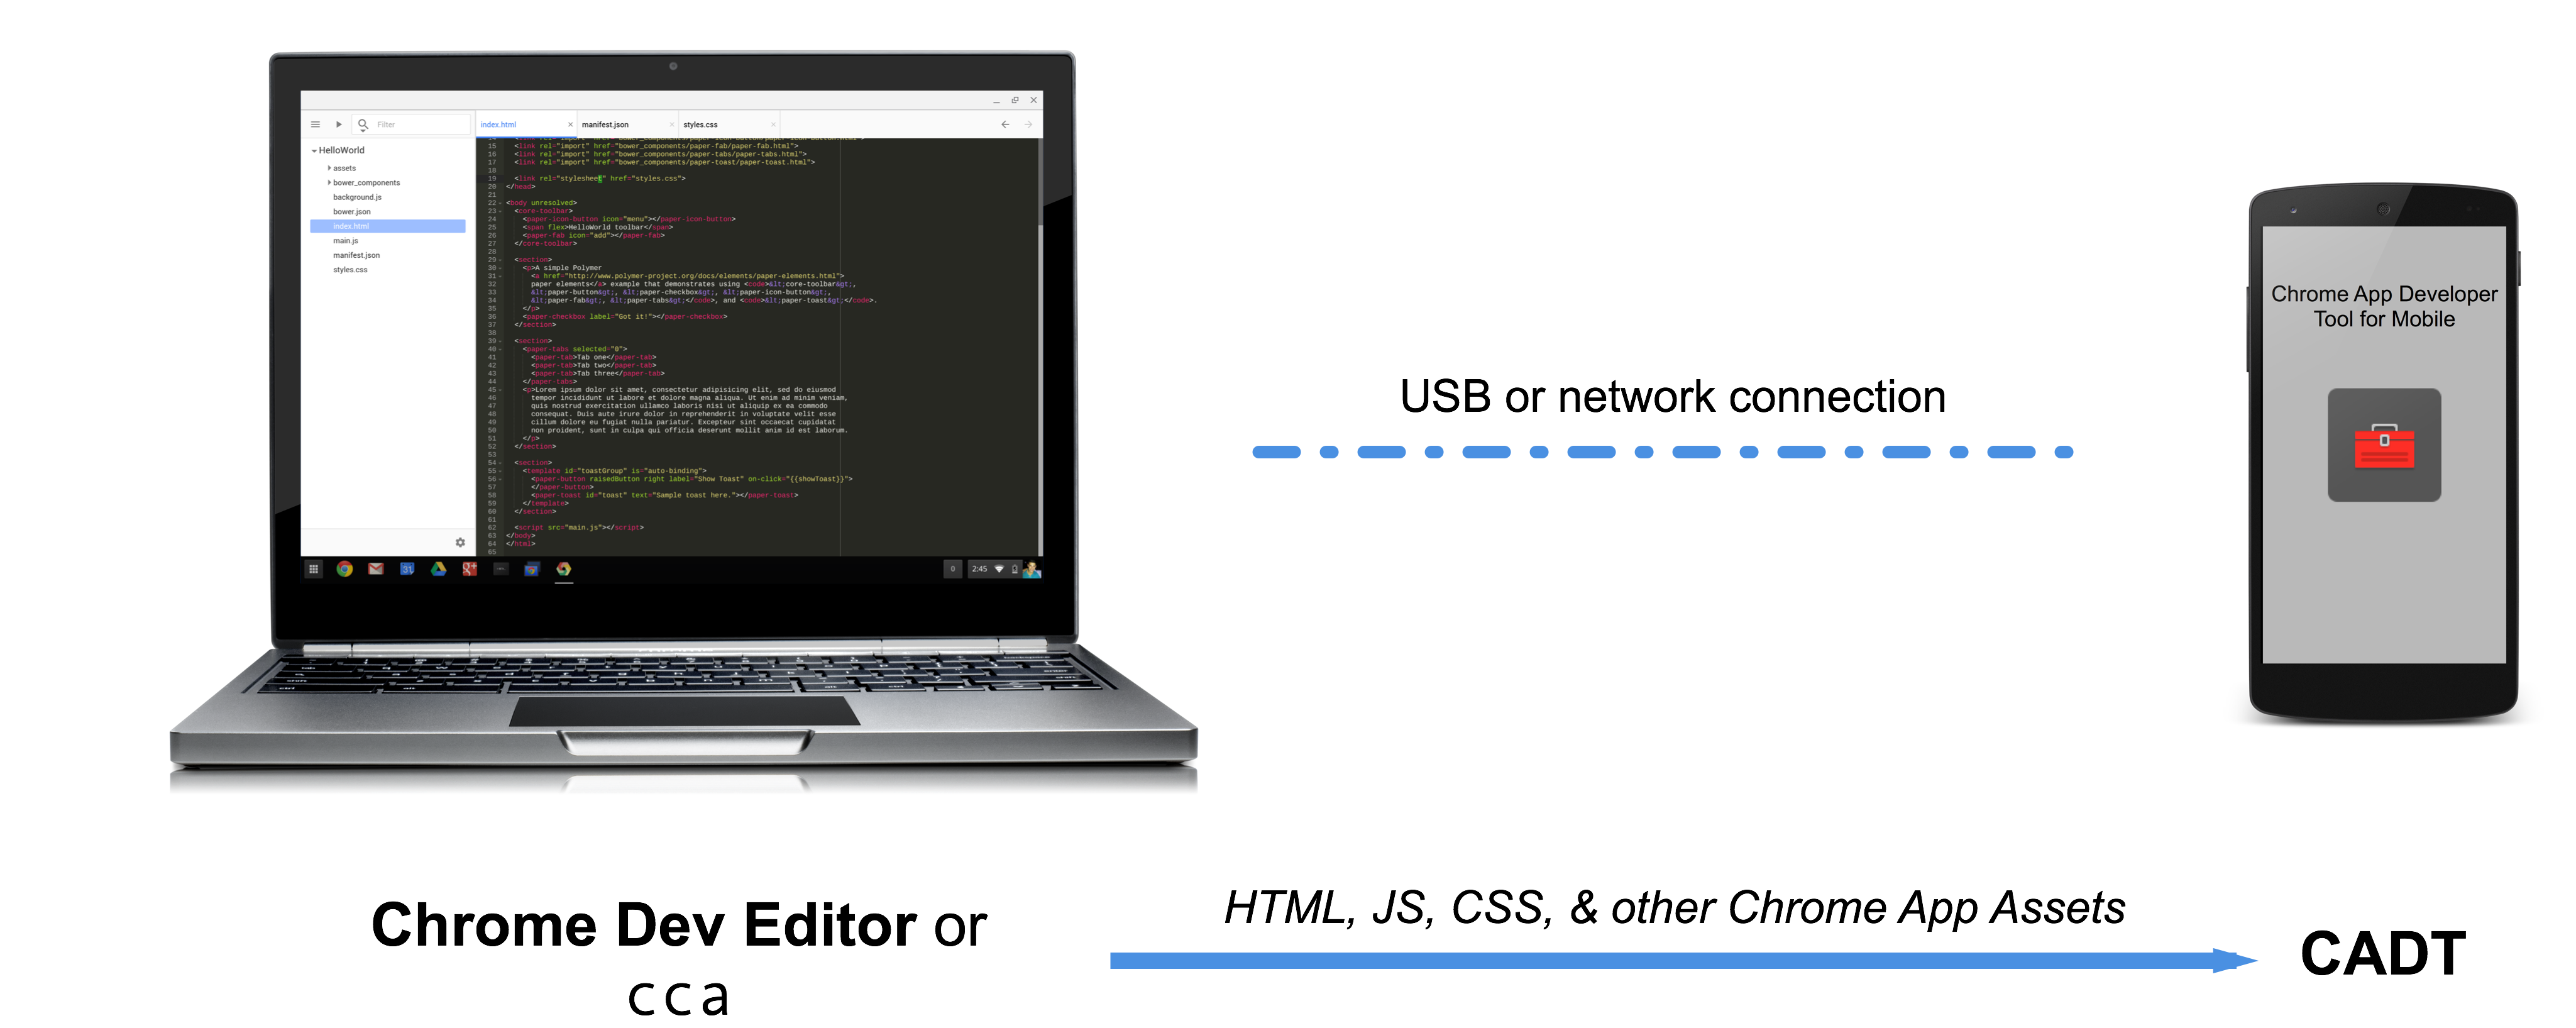 Filter
index.html
manifest.json
styles.css
HelloWorld
assets
bower_components
background.js
bower.json
index.html
main.js
manifest.json
styles.css
15 <link rel="import" href="bower_components/paper-fab/paper-fab.html">
16 <link rel="import" href="bower_components/paper-tabs/paper-tabs.html">
17 <link rel="import" href="bower_components/paper-toast/paper-toast.html">
18
19 <link rel="stylesheet" href="styles.css">
20 </head>
21
22 <body unresolved>
23 <core-toolbar>
24 <paper-icon-button icon="menu"></paper-icon-button>
25 <span flex>HelloWorld toolbar</span>
26 <paper-fab icon="add"></paper-fab>
27 </core-toolbar>
28
29 <section>
30 <p>A simple Polymer
31 <a href="http://www.polymer-project.org/docs/elements/paper-elements.html">
32 paper elements</a> example that demonstrates using <code>&lt;core-toolbar&gt;,
33 &lt;paper-button&gt;, &lt;paper-checkbox&gt;, &lt;paper-icon-button&gt;,
34 &lt;paper-fab&gt;, &lt;paper-tabs&gt;</code>, and <code>&lt;paper-toast&gt;</code>.
35 </p>
36 <paper-checkbox label="Got it!"></paper-checkbox>
37 </section>
38
39 <section>
40 <paper-tabs selected="0">
41 <paper-tab>Tab one</paper-tab>
42 <paper-tab>Tab two</paper-tab>
43 <paper-tab>Tab three</paper-tab>
44 </paper-tabs>
45 <p>Lorem ipsum dolor sit amet, consectetur adipisicing elit, sed do eiusmod
46 tempor incididunt ut labore et dolore magna aliqua. Ut enim ad minim veniam,
47 quis nostrud exercitation ullamco laboris nisi ut aliquip ex ea commodo
48 consequat. Duis aute irure dolor in reprehenderit in voluptate velit esse
49 cillum dolore eu fugiat nulla pariatur. Excepteur sint occaecat cupidatat
50 non proident, sunt in culpa qui officia deserunt mollit anim id est laborum.
51 </p>
52 </section>
53
54 <section>
55 <template id="toastGroup" is="auto-binding">
56 <paper-button raisedButton right label="Show Toast" on-click="{{showToast}}">
57 </paper-button>
58 <paper-toast id="toast" text="Sample toast here."></paper-toast>
59 </template>
60 </section>
61
62 <script src="main.js"></script>
63 </body>
64 </html>
65
31
g+
0
2:45
USB or network connection
Chrome App Developer
Tool for Mobile
Chrome Dev Editor or
cca
HTML, JS, CSS, & other Chrome App Assets
CADT